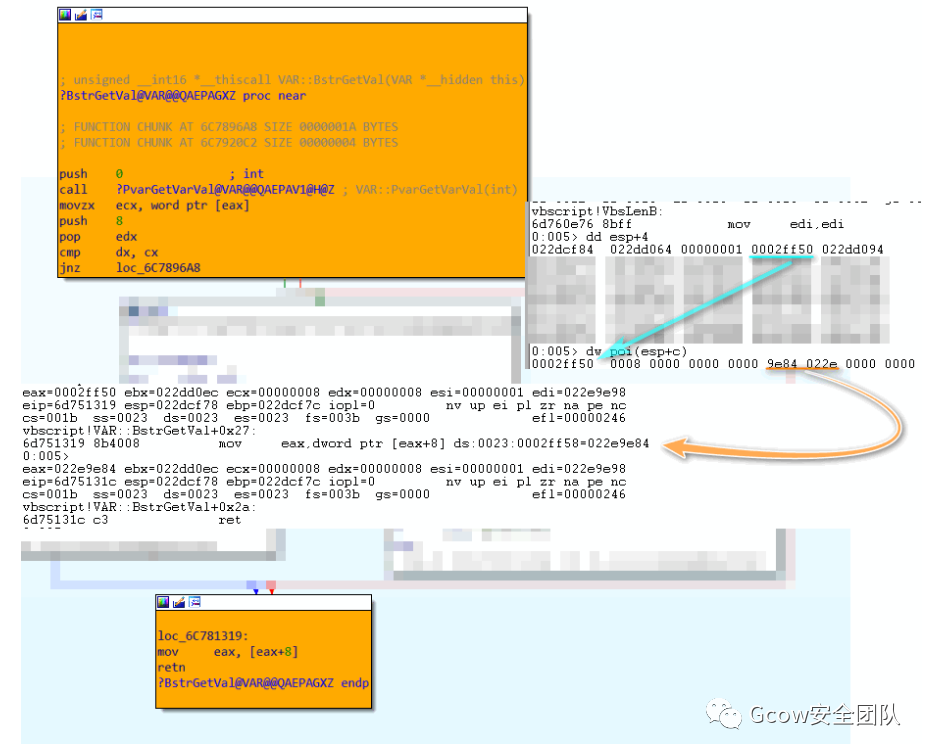 ; unsigned __int16 *__thiscall VAR::BstrGetVal(VAR *__hidden this)
?BstrGetVal@VAR@@QAEPAGXZ proc near
; FUNCTION CHUNK AT 6C7896A8 SIZE 0000001A BYTES
; FUNCTION CHUNK AT 6C7920C2 SIZE 00000004 BYTES
push 0 ; int
call ?PvarGetVarVal@VAR@@QAEPAV1@H@Z ; VAR::PvarGetVarVal(int)
movzx ecx, word ptr [eax]
push 8
pop edx
cmp dx, cx
jnz loc_6C7896A8
vbscript!VbsLenB:
6d760e76 8bff mov edi,edi
0:005> dd esp+4
022dcf84 022dd064 00000001 0002ff50 022dd094
0:005> dw poi(esp+c)
0002ff50 0008 0000 0000 0000 9e84 022e 0000 0000
eax=0002ff50 ebx=022dd0ec ecx=00000008 edx=00000008 esi=00000001 edi=022e9e98
eip=6d751319 esp=022dcf78 ebp=022dcf7c iopl=0 nv up ei pl zr na pe nc
cs=001b ss=0023 ds=0023 es=0023 fs=003b gs=0000 efl=00000246
vbscript!VAR::BstrGetVal+0x27:
6d751319 8b4008 mov eax,dword ptr [eax+8] ds:0023:0002ff58=022e9e84
0:005>
eax=022e9e84 ebx=022dd0ec ecx=00000008 edx=00000008 esi=00000001 edi=022e9e98
eip=6d75131c esp=022dcf78 ebp=022dcf7c iopl=0 nv up ei pl zr na pe nc
cs=001b ss=0023 ds=0023 es=0023 fs=003b gs=0000 efl=00000246
vbscript!VAR::BstrGetVal+0x2a:
6d75131c c3 ret
loc_6C781319:
mov eax, [eax+8]
retn
?BstrGetVal@VAR@@QAEPAGXZ endp
Gcow安全团队